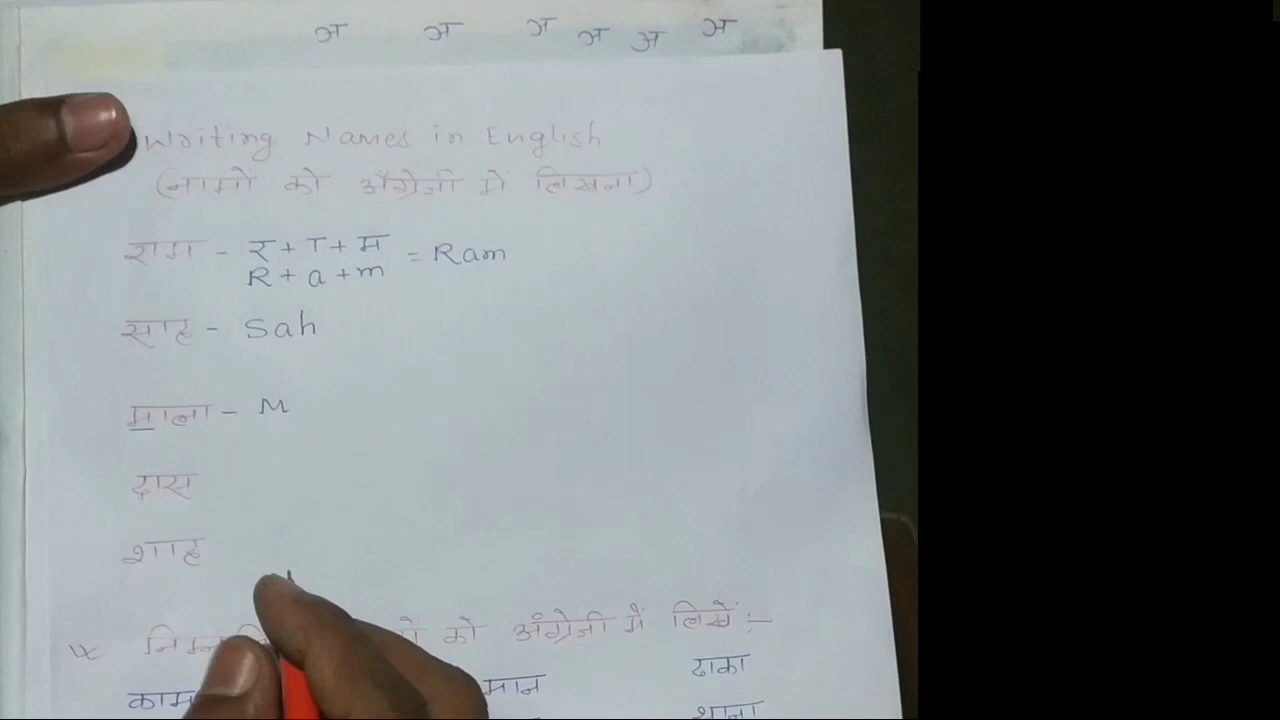 ञ ञ ञ ञ अ ञ
Writing Names in English
(नामों को अँग्रेजी में लिखना)
राम - र + ा + म = Ram
R + a + m
साह - Sah
माला - M
दास
शाह
को अंग्रेजी में लिखें :-
काम मान ढाका
थाना